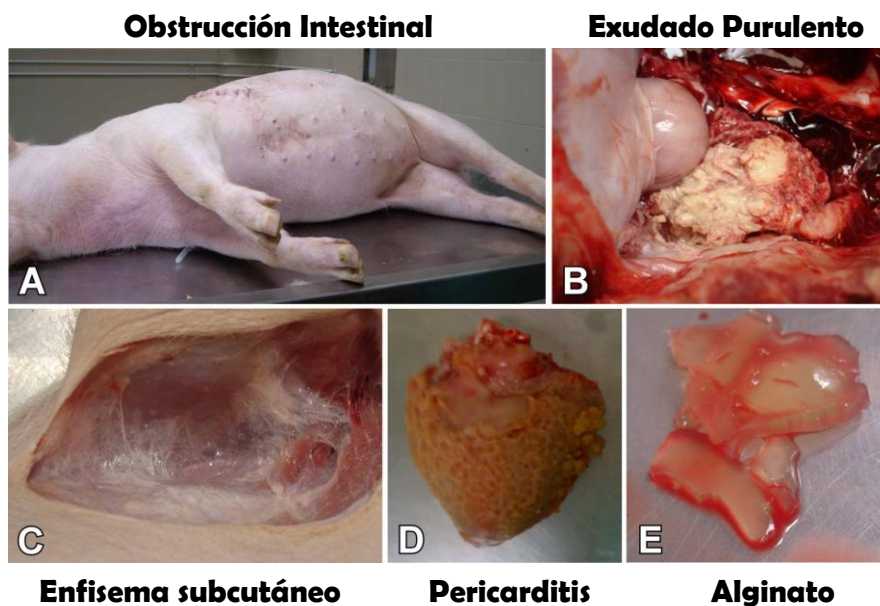 Obstrucción Intestinal
Exudado Purulento
A
B
C
D
E
Enfisema subcutáneo
Pericarditis
Alginato